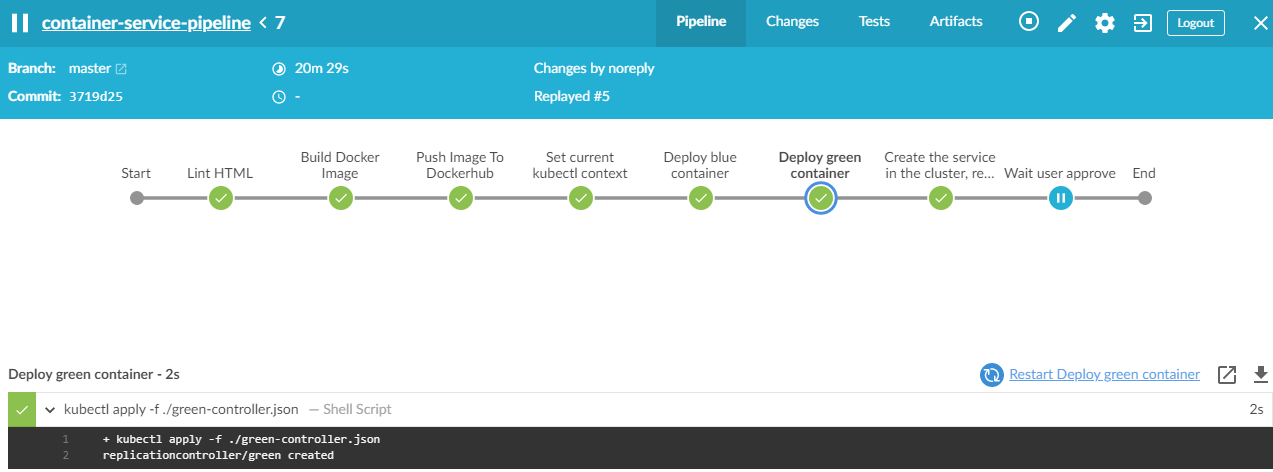 container-service-pipeline < 7
Pipeline
Changes
Tests
Artifacts
Logout
Branch: master
20m 29s
Changes by noreply
Commit: 3719d25
-
Replayed #5
Start
Lint HTML
Build Docker
Image
Push Image To
Dockerhub
Set current
kubectl context
Deploy blue
container
Deploy green
container
Create the service
in the cluster, re...
Wait user approve
End
Deploy green container - 2s
Restart Deploy green container
kubectl apply -f ./green-controller.json — Shell Script
2s
1 + kubectl apply -f ./green-controller.json
2 replicationcontroller/green created